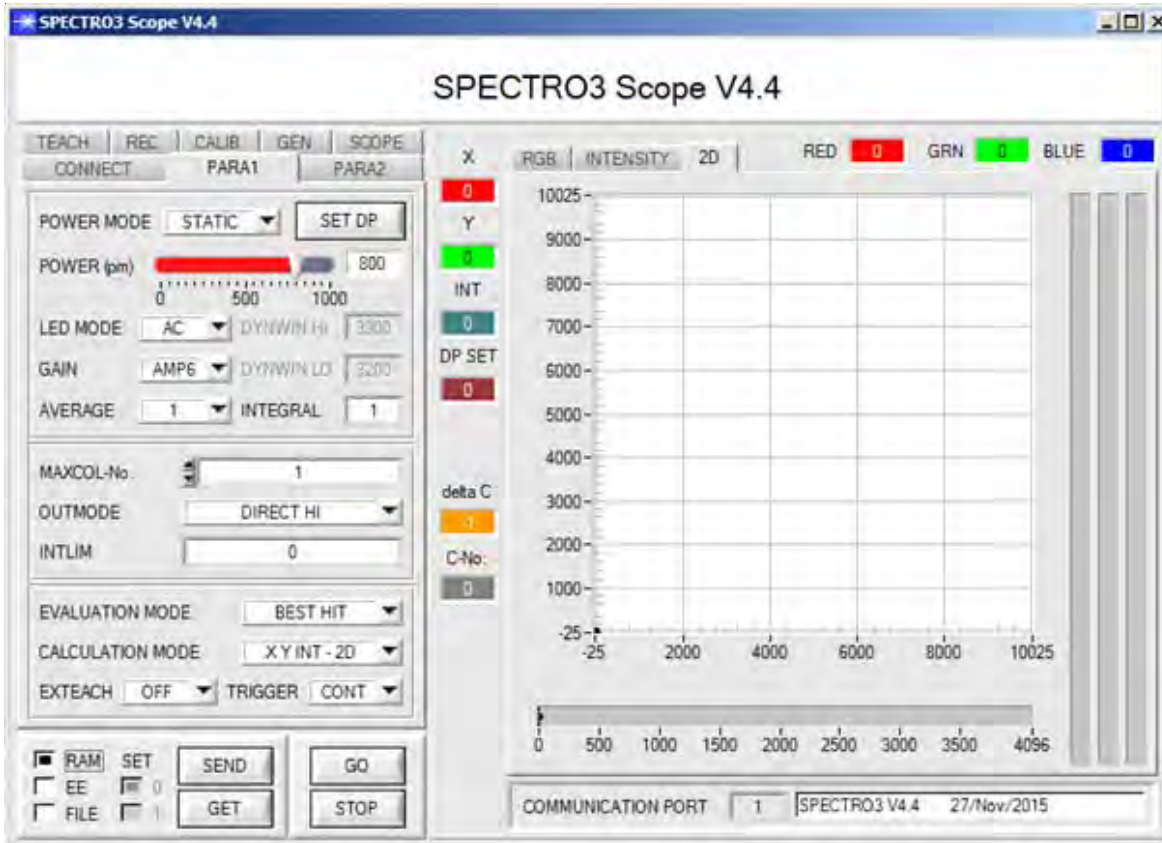 SPECTRO3 Scope V4.4
SPECTRO3 Scope V4.4
TEACH REC CALIB GEN SCOPE
CONNECT PARA1 PARA2
POWER MODE STATIC SET DP
POWER (pm) 800
0 500 1000
LED MODE AC DYNWIN HI 3300
GAIN AMP6 DYNWIN LO 3200
AVERAGE 1 INTEGRAL 1
MAXCOL-No. 1
OUTMODE DIRECT HI
INTLIM 0
EVALUATION MODE BEST HIT
CALCULATION MODE X Y INT - 2D
EXTEACH OFF TRIGGER CONT
RAM SET SEND GO
EE 0
FILE 1 GET STOP
X
0
Y
0
INT
0
DP SET
0
delta C
-1
C-No.:
0
RGB INTENSITY 2D RED 0 GRN 0 BLUE 0
10025
9000
8000
7000
6000
5000
4000
3000
2000
1000
-25
-25 2000 4000 6000 8000 10025
0 500 1000 1500 2000 2500 3000 3500 4096
COMMUNICATION PORT 1 SPECTRO3 V4.4 27/Nov/2015